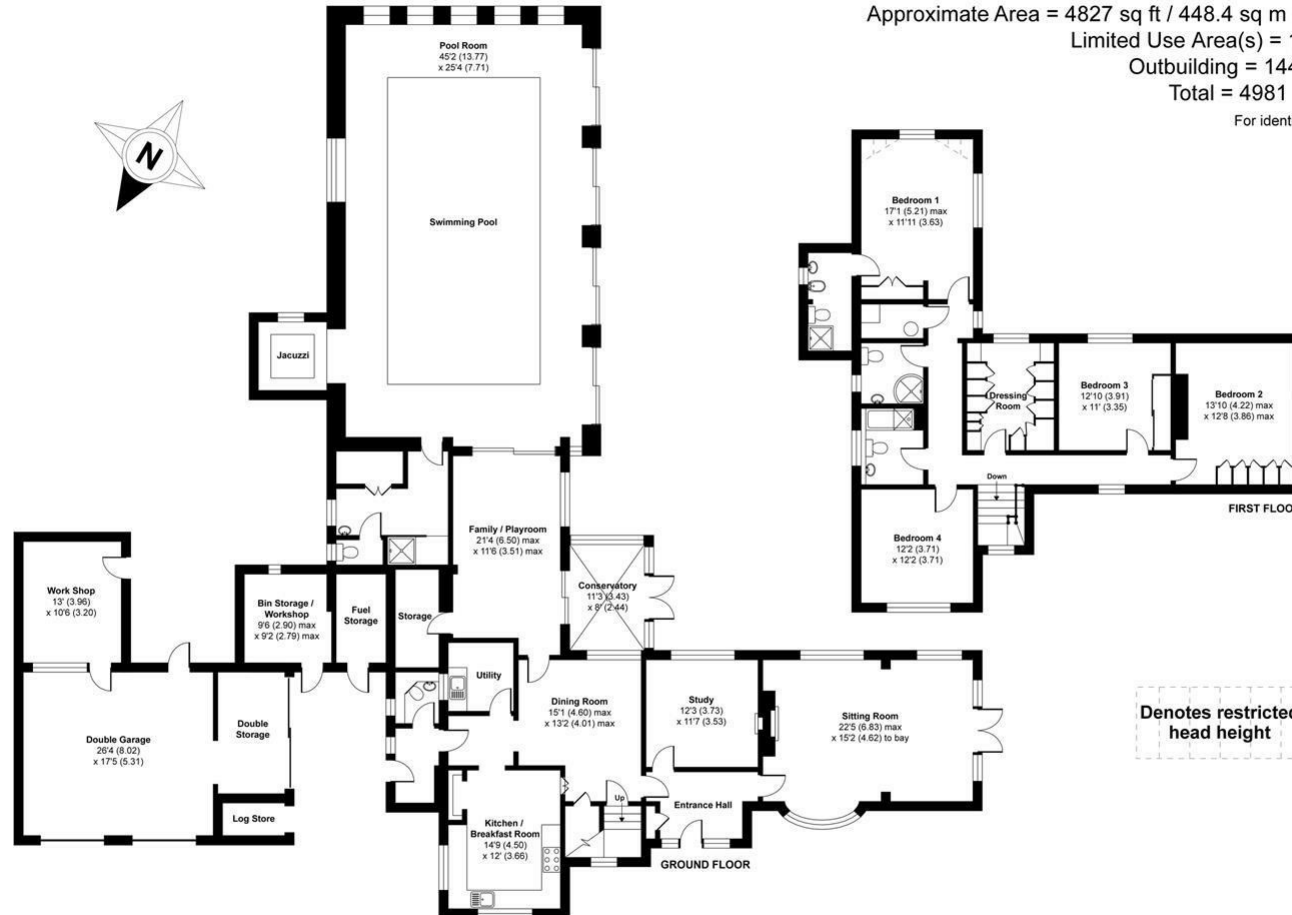 Approximate Area = 4827 sq ft / 448.4 sq m
Limited Use Area(s) = 1
Outbuilding = 144
Total = 4981
For ident
Pool Room
45'2 (13.77)
x 25'4 (7.71)
N
Swimming Pool
Jacuzzi
Bedroom 1
17'1 (5.21) max
x 11'11 (3.63)
Dressing
Room
Bedroom 3
12'10 (3.91)
x 11' (3.35)
Bedroom 2
13'10 (4.22) max
x 12'8 (3.86) max
Down
FIRST FLOO
Bedroom 4
12'2 (3.71)
x 12'2 (3.71)
Family / Playroom
21'4 (6.50) max
x 11'6 (3.51) max
Conservatory
11'3 (3.43)
x 8' (2.44)
Work Shop
13' (3.96)
x 10'6 (3.20)
Bin Storage /
Workshop
9'6 (2.90) max
x 9'2 (2.79) max
Fuel
Storage
Storage
Utility
Dining Room
15'1 (4.60) max
x 13'2 (4.01) max
Study
12'3 (3.73)
x 11'7 (3.53)
Sitting Room
22'5 (6.83) max
x 15'2 (4.62) to bay
Denotes restricted
head height
Double Garage
26'4 (8.02)
x 17'5 (5.31)
Double
Storage
Log Store
Kitchen /
Breakfast Room
14'9 (4.50)
x 12' (3.66)
Up
Entrance Hall
GROUND FLOOR